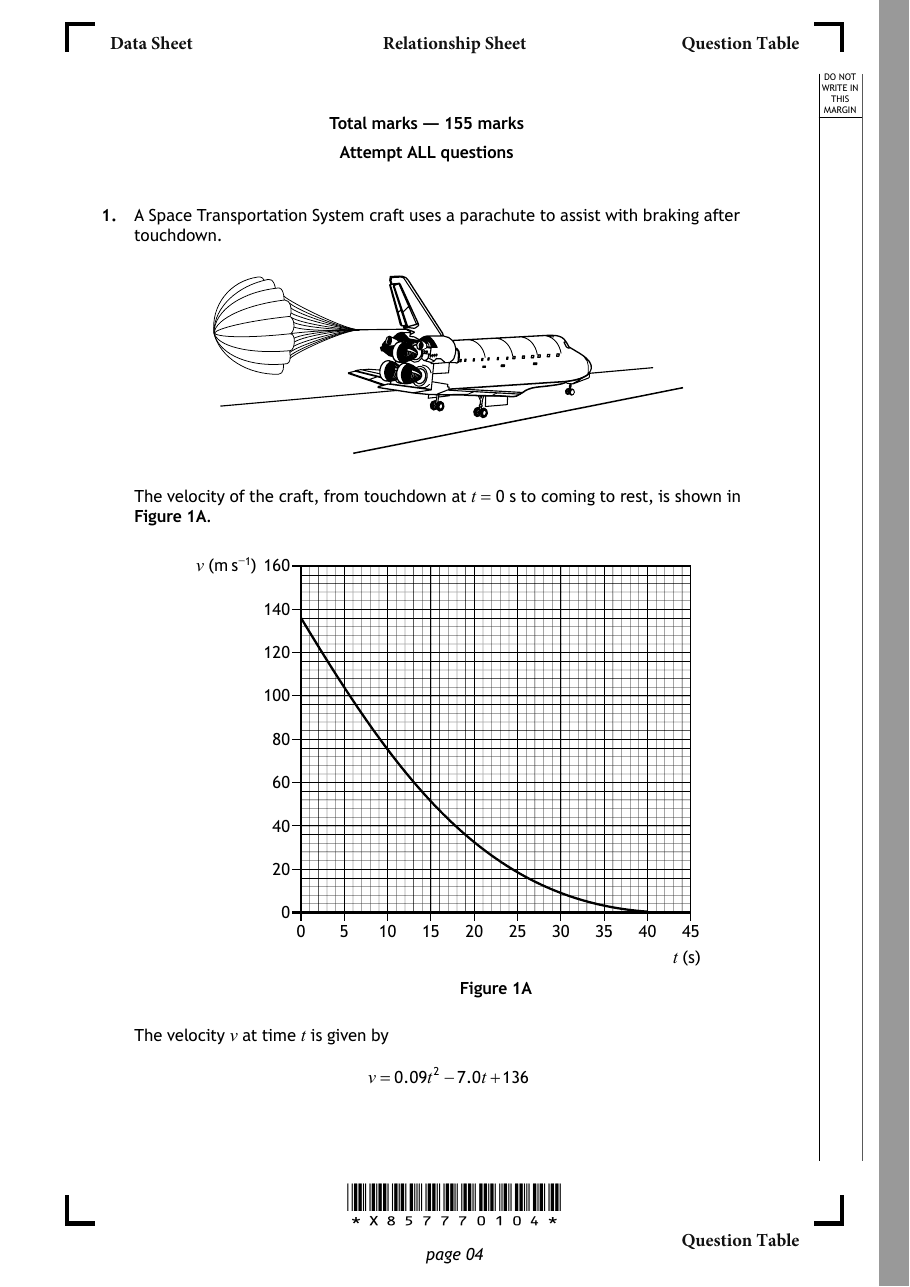 Data Sheet Relationship Sheet Question Table
DO NOT
WRITE IN
THIS
MARGIN
Total marks — 155 marks
Attempt ALL questions
1. A Space Transportation System craft uses a parachute to assist with braking after
touchdown.
The velocity of the craft, from touchdown at t = 0 s to coming to rest, is shown in
Figure 1A.
v (m s⁻¹) 160
140
120
100
80
60
40
20
0
0 5 10 15 20 25 30 35 40 45
t (s)
Figure 1A
The velocity v at time t is given by
v = 0.09t² − 7.0t + 136
* X 8 5 7 7 7 0 1 0 4 *
Question Table
page 04